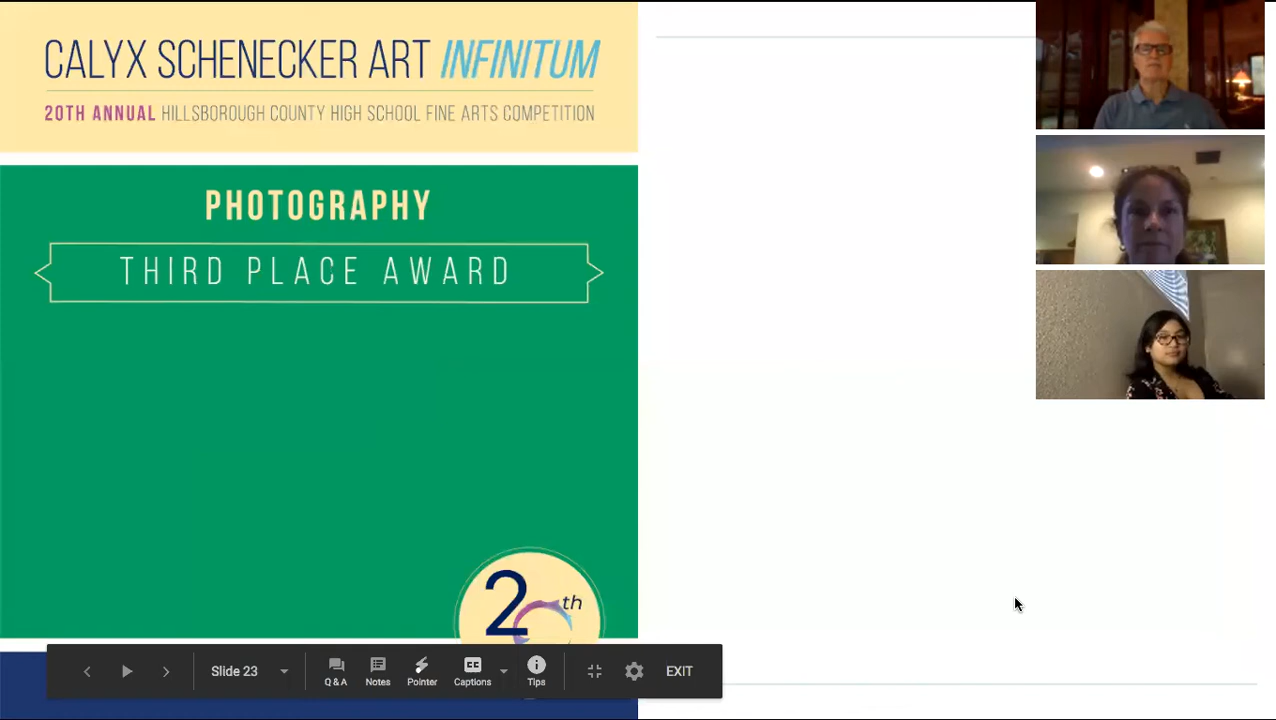 CALYX SCHENECKER ART INFINITUM
20TH ANNUAL HILLSBOROUGH COUNTY HIGH SCHOOL FINE ARTS COMPETITION
PHOTOGRAPHY
THIRD PLACE AWARD
20th
Slide 23
Q & A
Notes
Pointer
CC
Captions
Tips
EXIT